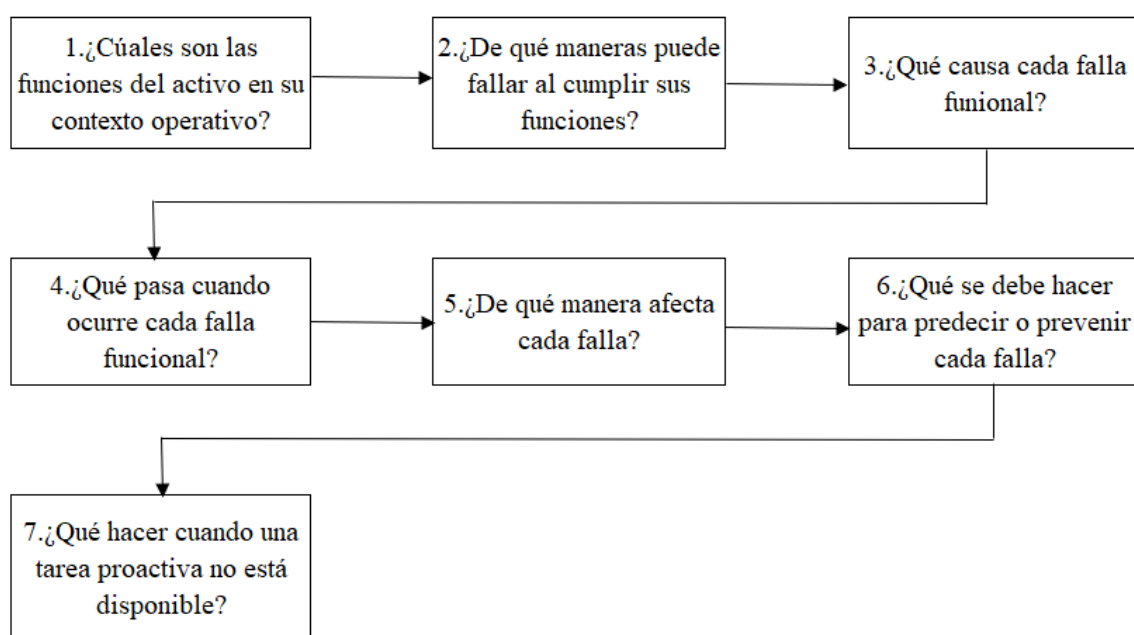 1.¿Cúales son las
funciones del activo en su
contexto operativo?
2.¿De qué maneras puede
fallar al cumplir sus
funciones?
3.¿Qué causa cada falla
funional?
4.¿Qué pasa cuando
ocurre cada falla
funcional?
5.¿De qué manera afecta
cada falla?
6.¿Qué se debe hacer
para predecir o prevenir
cada falla?
7.¿Qué hacer cuando una
tarea proactiva no está
disponible?